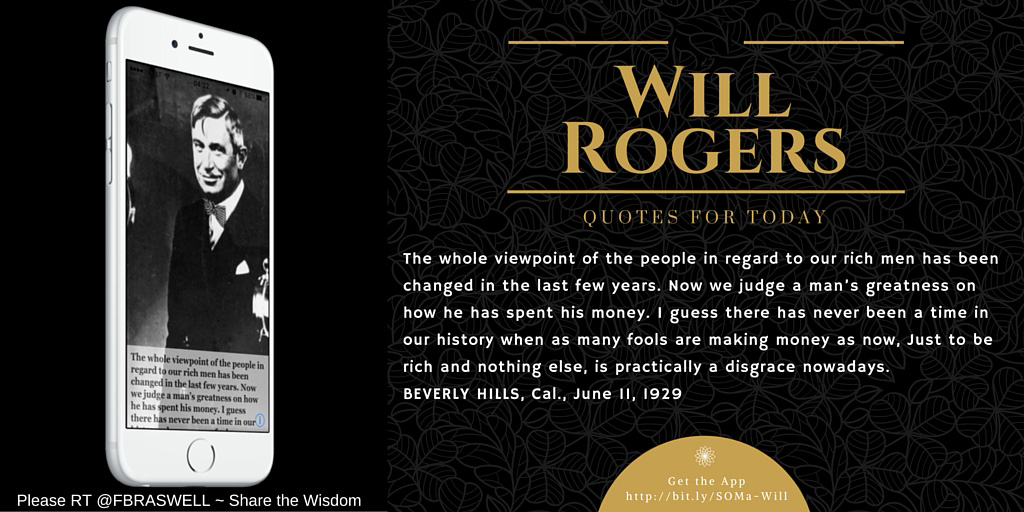 WILL
ROGERS
QUOTES FOR TODAY
The whole viewpoint of the people in regard to our rich men has been
changed in the last few years. Now we judge a man's greatness on
how he has spent his money. I guess there has never been a time in
our history when as many fools are making money as now, Just to be
rich and nothing else, is practically a disgrace nowadays.
BEVERLY HILLS, Cal., June 11, 1929
Get the App
http://bit.ly/SOMa-Will
The whole viewpoint of the people in
regard to our rich men has been
changed in the last few years. Now
we judge a man's greatness on how
he has spent his money. I guess
there has never been a time in our
Please RT @FBRASWELL ~ Share the Wisdom